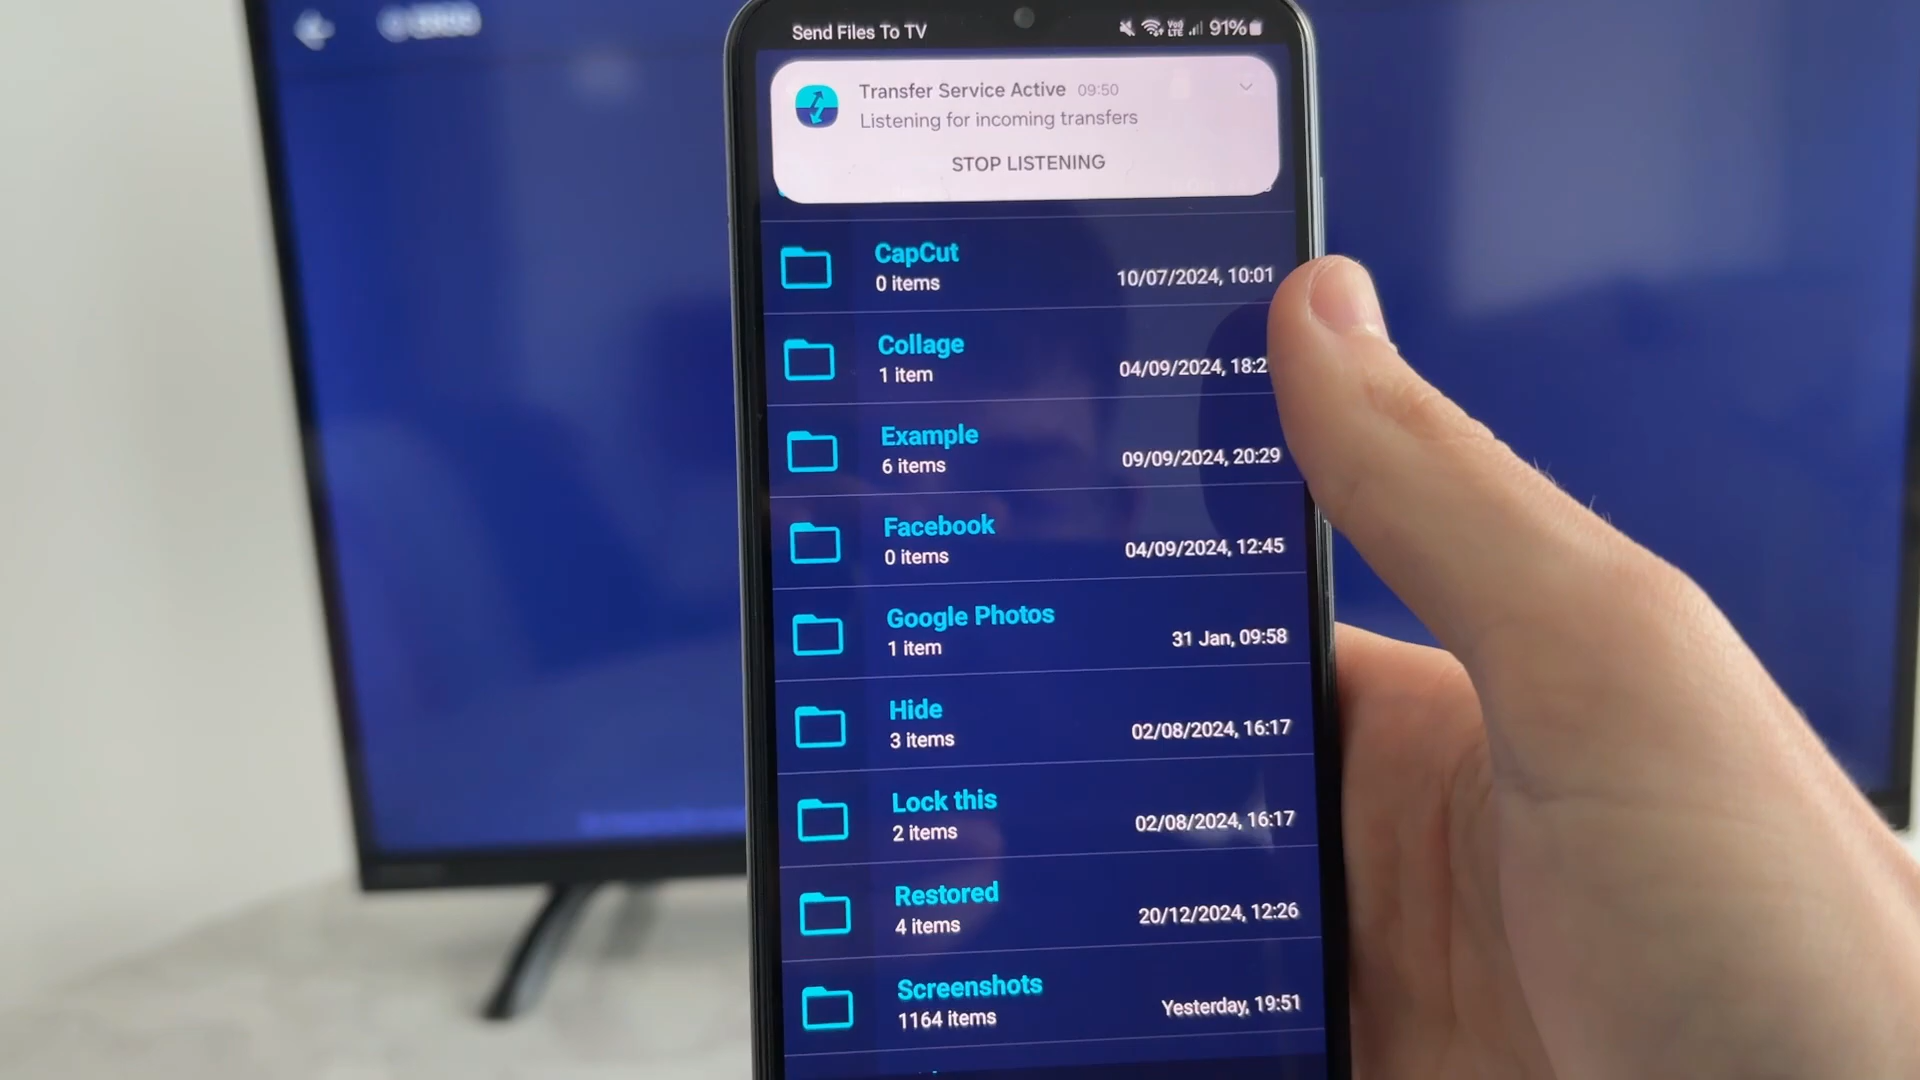 Send Files To TV
91%
Transfer Service Active 09:50
Listening for incoming transfers
STOP LISTENING
CapCut
0 items 10/07/2024, 10:01
Collage
1 item 04/09/2024, 18:2
Example
6 items 09/09/2024, 20:29
Facebook
0 items 04/09/2024, 12:45
Google Photos
1 item 31 Jan, 09:58
Hide
3 items 02/08/2024, 16:17
Lock this
2 items 02/08/2024, 16:17
Restored
4 items 20/12/2024, 12:26
Screenshots
1164 items Yesterday, 19:51